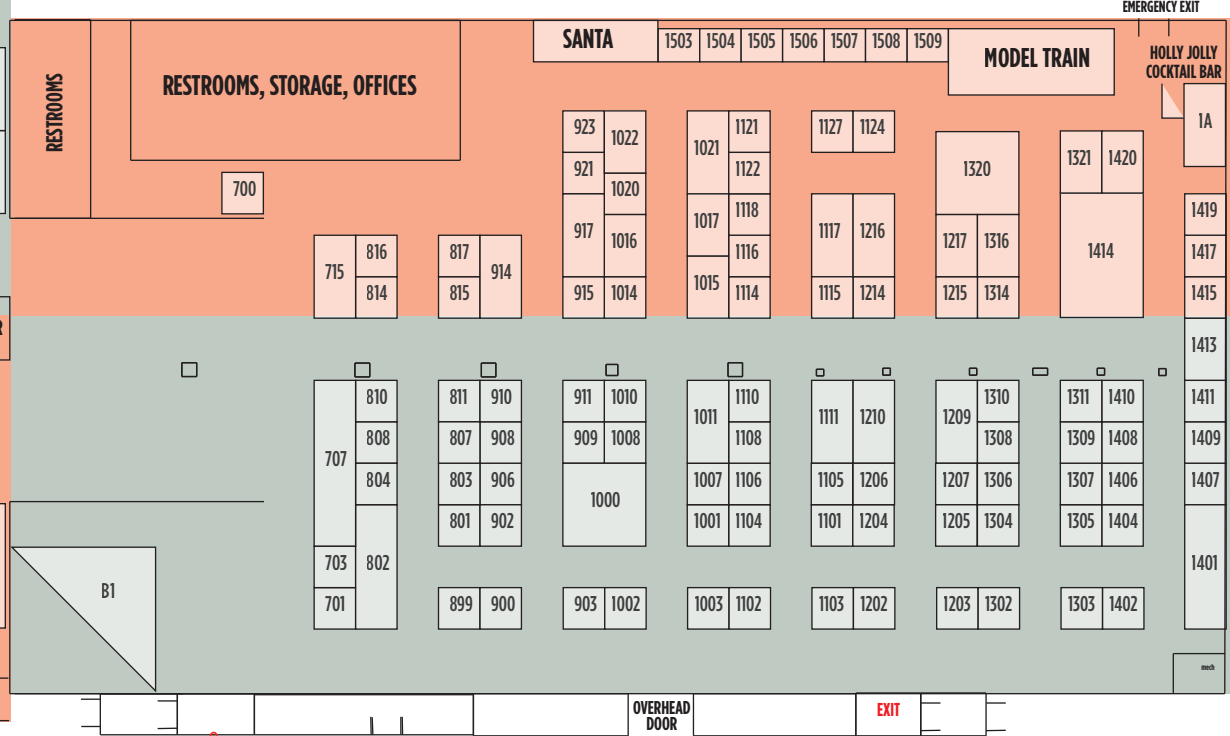 EMERGENCY EXIT
SANTA
1503 1504 1505 1506 1507 1508 1509
MODEL TRAIN
HOLLY JOLLY
COCKTAIL BAR
RESTROOMS
RESTROOMS, STORAGE, OFFICES
1A
923 1022 1021 1121 1127 1124
921 1122 1320 1321 1420
700 1020
917 1016 1017 1118 1117 1216 1419
715 816 817 914 1116 1217 1316 1414 1417
814 815 915 1014 1015 1114 1115 1214 1215 1314 1415
R
1413
810 811 910 911 1010 1011 1110 1111 1210 1209 1310 1311 1410 1411
707 808 807 908 909 1008 1108 1308 1309 1408 1409
804 803 906 1000 1007 1106 1105 1206 1207 1306 1307 1406 1407
801 902 1001 1104 1101 1204 1205 1304 1305 1404
703 802 1401
B1
701 899 900 903 1002 1003 1102 1103 1202 1203 1302 1303 1402
mech
OVERHEAD
DOOR
EXIT